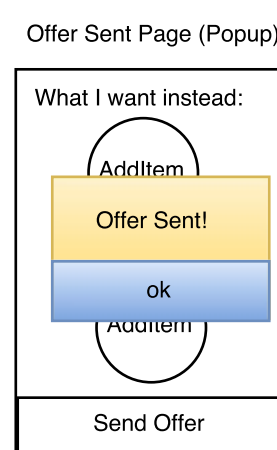 Offer Sent Page (Popup)
What I want instead:
AddItem
Offer Sent!
ok
AddItem
Send Offer